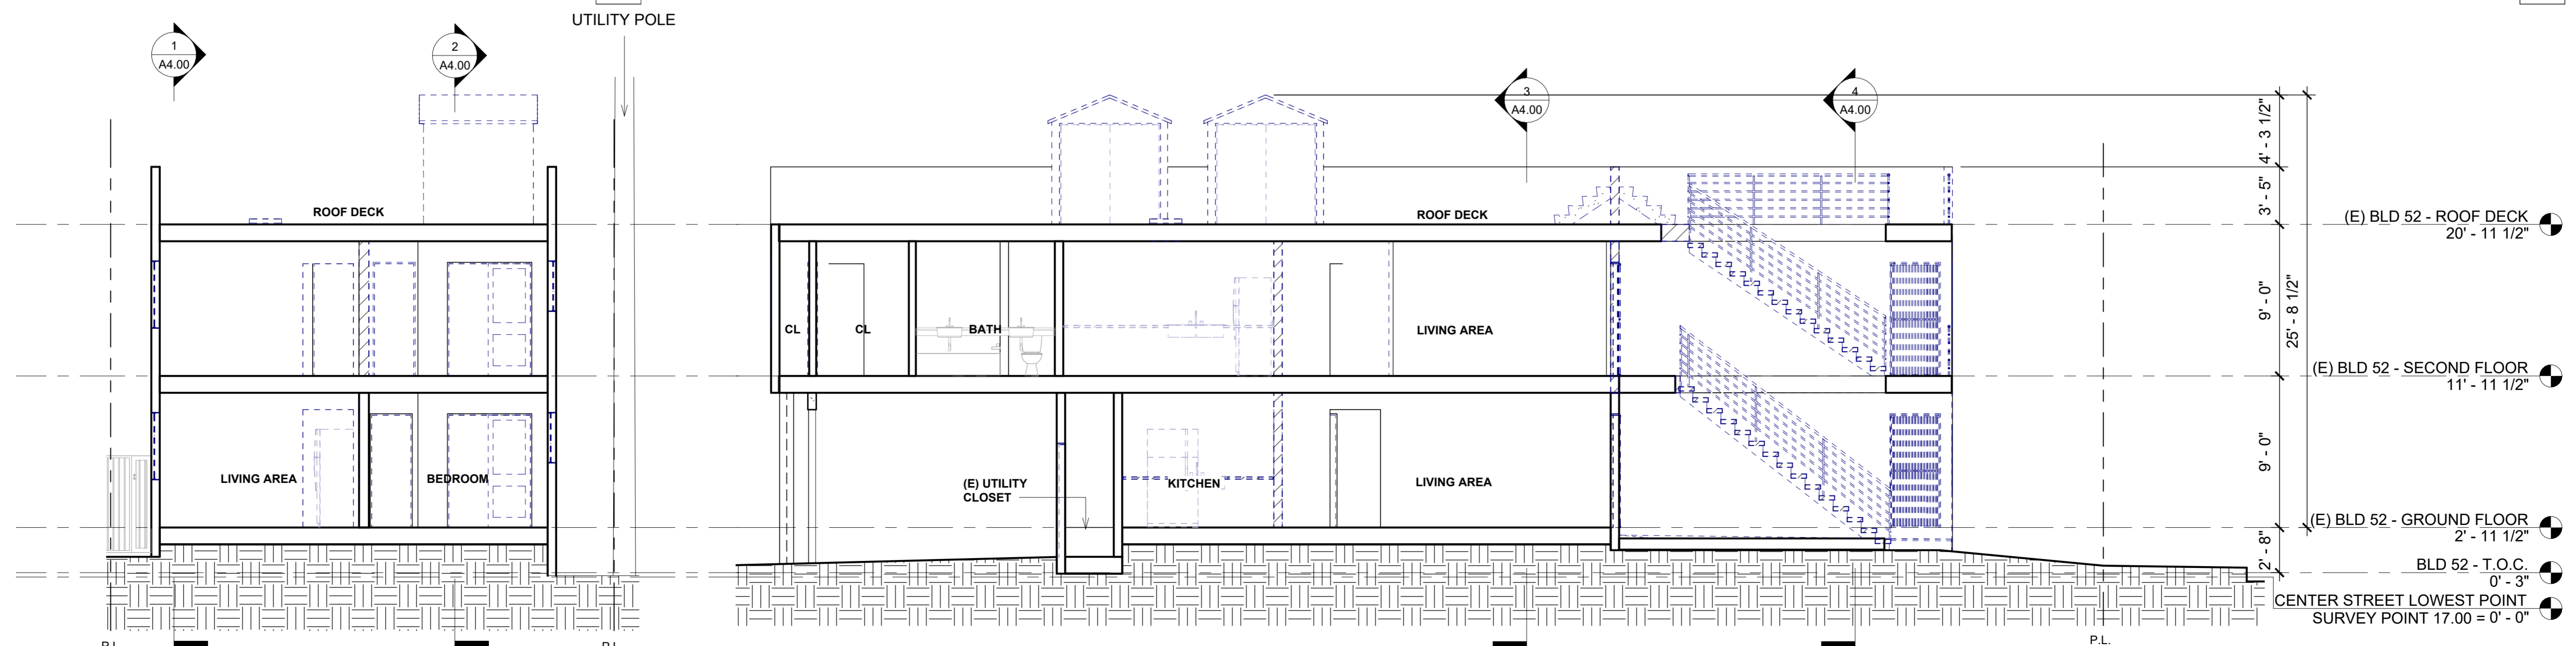 UTILITY POLE
1
A4.00
2
A4.00
3
A4.00
4
A4.00
ROOF DECK
LIVING AREA
BEDROOM
ROOF DECK
CL
CL
BATH
LIVING AREA
(E) UTILITY
CLOSET
KITCHEN
LIVING AREA
4' - 3 1/2"
3' - 5"
9' - 0"
25' - 8 1/2"
9' - 0"
2' - 8"
(E) BLD 52 - ROOF DECK
20' - 11 1/2"
(E) BLD 52 - SECOND FLOOR
11' - 11 1/2"
(E) BLD 52 - GROUND FLOOR
2' - 11 1/2"
BLD 52 - T.O.C.
0' - 3"
CENTER STREET LOWEST POINT
SURVEY POINT 17.00 = 0' - 0"
P.L.